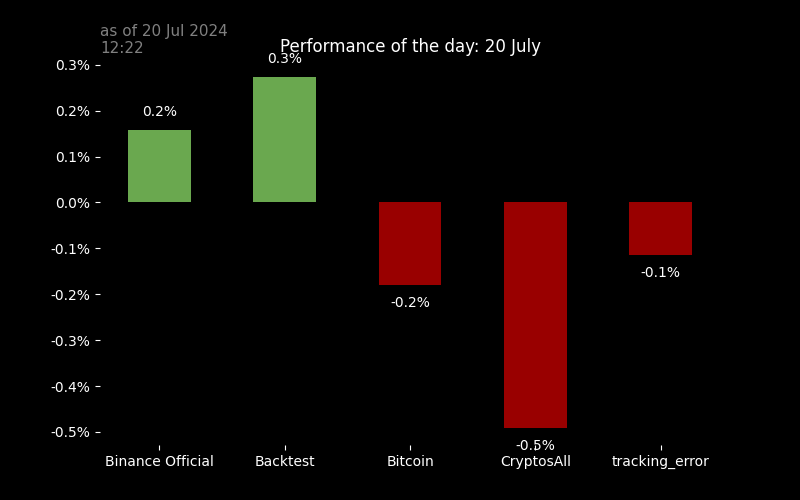 as of 20 Jul 2024
12:22
Performance of the day: 20 July
0.3%
0.2%
0.1%
0.0%
-0.1%
-0.2%
-0.3%
-0.4%
-0.5%
0.2%
0.3%
-0.2%
-0.5%
-0.1%
Binance Official
Backtest
Bitcoin
CryptosAll
tracking_error